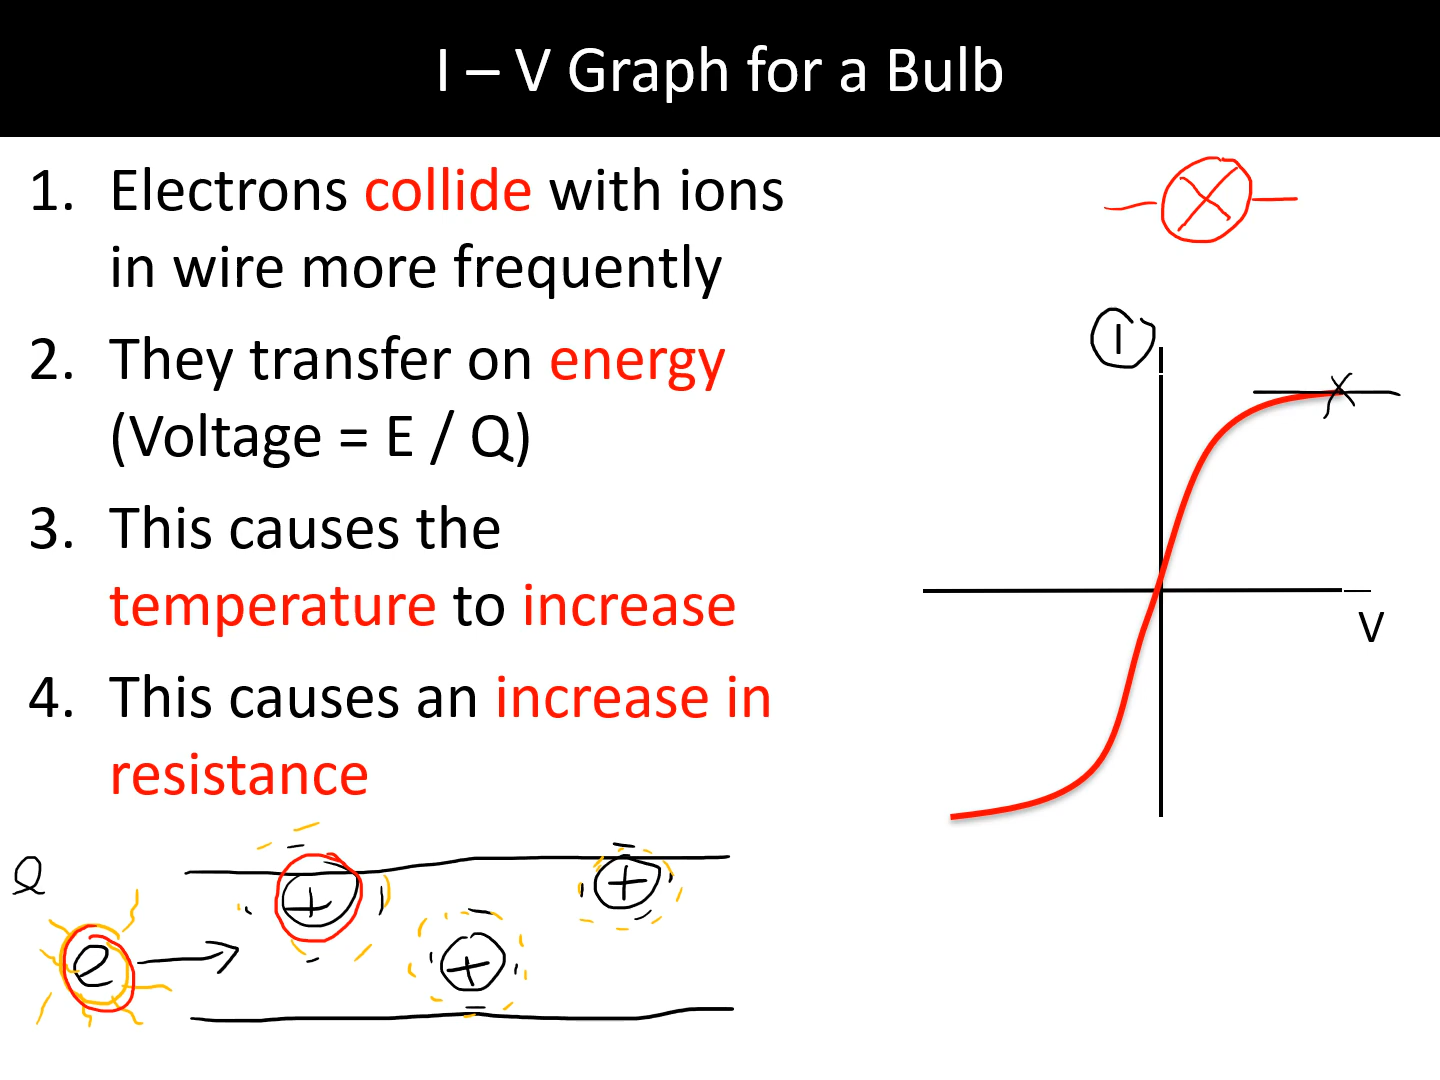 I – V Graph for a Bulb
1. Electrons collide with ions
in wire more frequently
2. They transfer on energy
(Voltage = E / Q)
3. This causes the
temperature to increase
4. This causes an increase in
resistance
I
V
Q
e
+
+
+